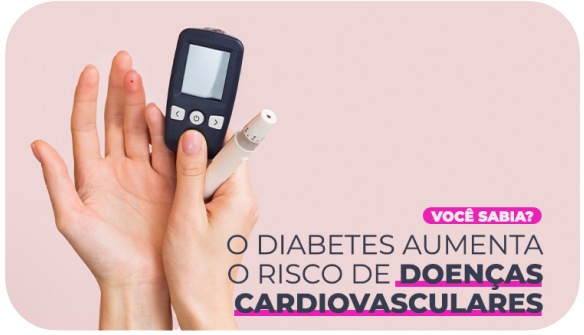 VOCÊ SABIA?
O DIABETES AUMENTA
O RISCO DE DOENÇAS
CARDIOVASCULARES